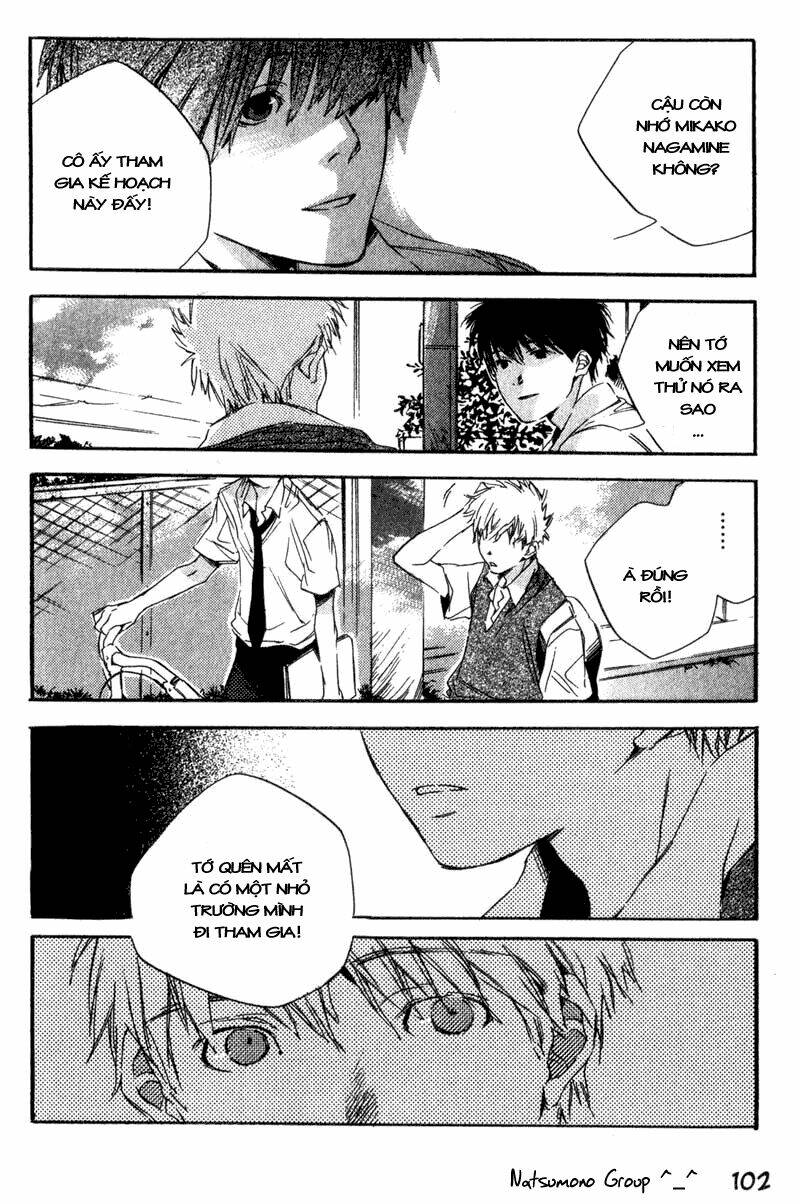 CẬU CÒN
NHỚ MIKAKO
NAGAMINE
KHÔNG?
CÔ ẤY THAM
GIA KẾ HOẠCH
NÀY ĐẤY!
NÊN TỚ
MUỐN XEM
THỬ NÓ RA
SAO
...
......
À ĐÚNG
RỒI!
TỚ QUÊN MẤT
LÀ CÓ MỘT NHỎ
TRƯỜNG MÌNH
ĐI THAM GIA!
Natsumono Group ^_^
102